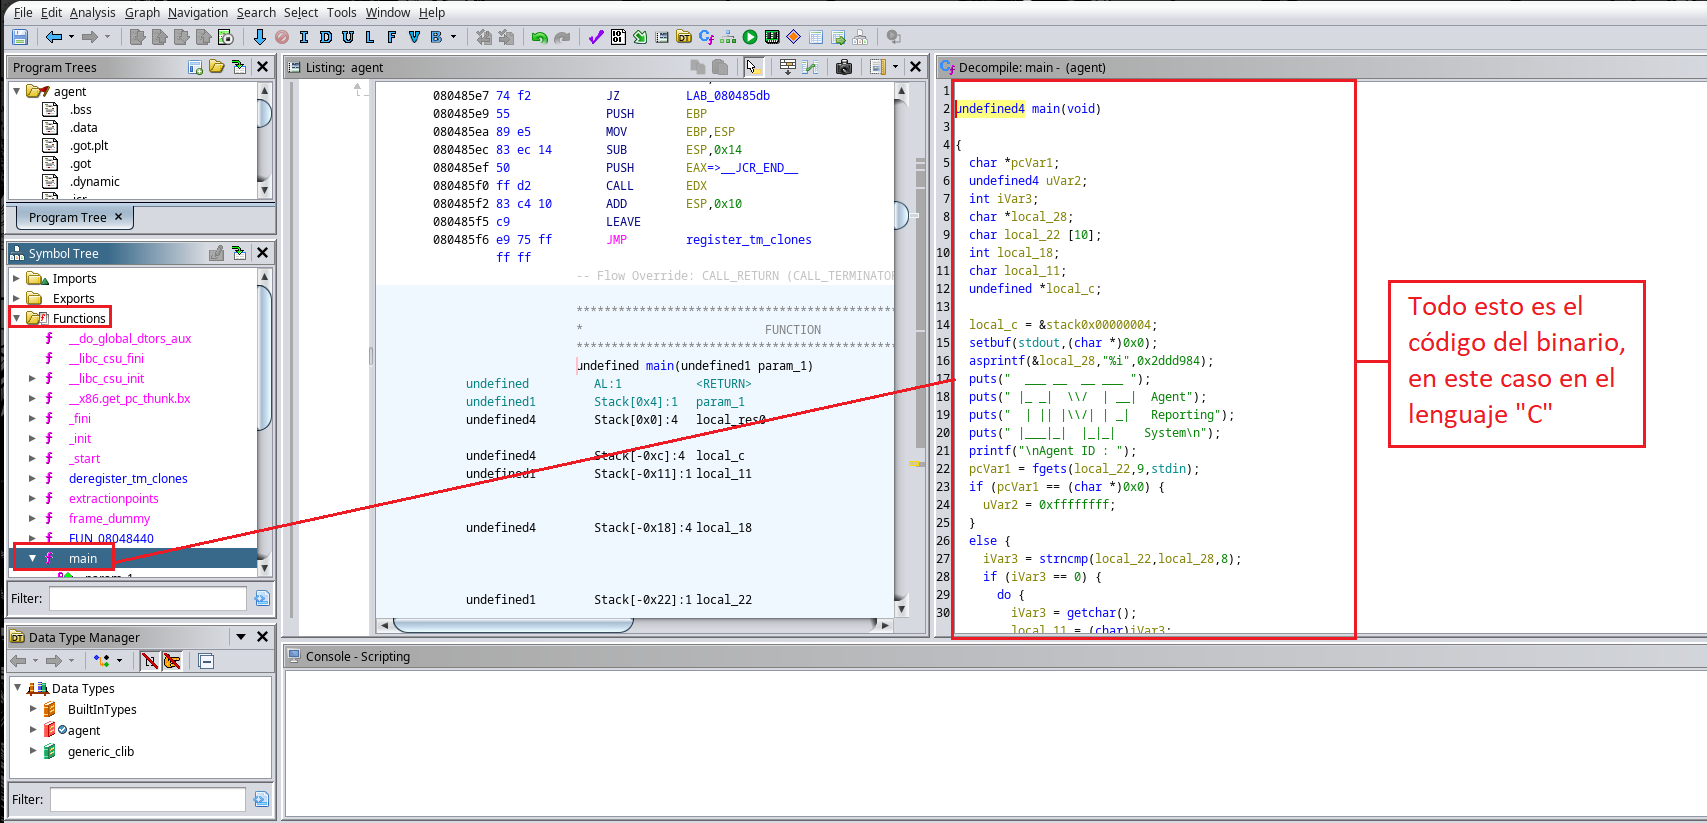 File Edit Analysis Graph Navigation Search Select Tools Window Help
I D U L F V B
Program Trees
agent
.bss
.data
.got.plt
.got
.dynamic
Program Tree ×
Symbol Tree
Imports
Exports
Functions
__do_global_dtors_aux
__libc_csu_fini
__libc_csu_init
__x86.get_pc_thunk.bx
_fini
_init
_start
deregister_tm_clones
extractionpoints
frame_dummy
FUN_08048440
main
Filter:
Data Type Manager
Data Types
BuiltInTypes
agent
generic_clib
Filter:
Listing: agent
080485e7 74 f2 JZ LAB_080485db
080485e9 55 PUSH EBP
080485ea 89 e5 MOV EBP,ESP
080485ec 83 ec 14 SUB ESP,0x14
080485ef 50 PUSH EAX=>__JCR_END__
080485f0 ff d2 CALL EDX
080485f2 83 c4 10 ADD ESP,0x10
080485f5 c9 LEAVE
080485f6 e9 75 ff JMP register_tm_clones
ff ff
-- Flow Override: CALL_RETURN (CALL_TERMINATOR
*********************************************
* FUNCTION
*********************************************
undefined main(undefined1 param_1)
undefined AL:1 <RETURN>
undefined1 Stack[0x4]:1 param_1
undefined4 Stack[0x0]:4 local_res0
undefined4 Stack[-0xc]:4 local_c
undefined1 Stack[-0x11]:1 local_11
undefined4 Stack[-0x18]:4 local_18
undefined1 Stack[-0x22]:1 local_22
Decompile: main - (agent)
1
2 undefined4 main(void)
3
4 {
5 char *pcVar1;
6 undefined4 uVar2;
7 int iVar3;
8 char *local_28;
9 char local_22 [10];
10 int local_18;
11 char local_11;
12 undefined *local_c;
13
14 local_c = &stack0x00000004;
15 setbuf(stdout,(char *)0x0);
16 asprintf(&local_28,"%i",0x2ddd984);
17 puts("  ___ __  __ ___ ");
18 puts(" |_ _|  \\/  | __|  Agent");
19 puts("  | || |\\/| | _|   Reporting");
20 puts(" |___|_|  |_|_|    System\n");
21 printf("\nAgent ID : ");
22 pcVar1 = fgets(local_22,9,stdin);
23 if (pcVar1 == (char *)0x0) {
24 uVar2 = 0xffffffff;
25 }
26 else {
27 iVar3 = strncmp(local_22,local_28,8);
28 if (iVar3 == 0) {
29 do {
30 iVar3 = getchar();
local_11 = (char)iVar3;
Todo esto es el
código del binario,
en este caso en el
lenguaje "C"
Console - Scripting